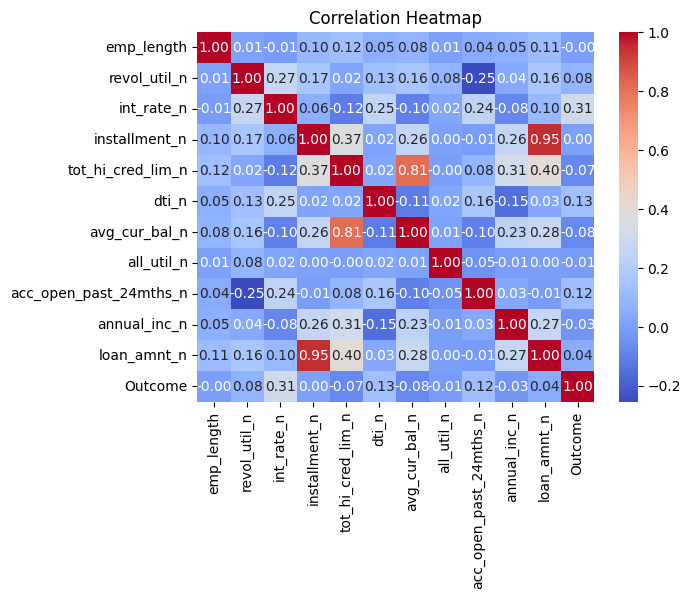 Correlation Heatmap
emp_length 1.00 0.01 -0.01 0.10 0.12 0.05 0.08 0.01 0.04 0.05 0.11 -0.00
revol_util_n 0.01 1.00 0.27 0.17 0.02 0.13 0.16 0.08 -0.25 0.04 0.16 0.08
int_rate_n -0.01 0.27 1.00 0.06 -0.12 0.25 -0.10 0.02 0.24 -0.08 0.10 0.31
installment_n 0.10 0.17 0.06 1.00 0.37 0.02 0.26 0.00 -0.01 0.26 0.95 0.00
tot_hi_cred_lim_n 0.12 0.02 -0.12 0.37 1.00 0.02 0.81 -0.00 0.08 0.31 0.40 -0.07
dti_n 0.05 0.13 0.25 0.02 0.02 1.00 -0.11 0.02 0.16 -0.15 0.03 0.13
avg_cur_bal_n 0.08 0.16 -0.10 0.26 0.81 -0.11 1.00 0.01 -0.10 0.23 0.28 -0.08
all_util_n 0.01 0.08 0.02 0.00 -0.00 0.02 0.01 1.00 -0.05 -0.01 0.00 -0.01
acc_open_past_24mths_n 0.04 -0.25 0.24 -0.01 0.08 0.16 -0.10 -0.05 1.00 0.03 -0.01 0.12
annual_inc_n 0.05 0.04 -0.08 0.26 0.31 -0.15 0.23 -0.01 0.03 1.00 0.27 -0.03
loan_amnt_n 0.11 0.16 0.10 0.95 0.40 0.03 0.28 0.00 -0.01 0.27 1.00 0.04
Outcome -0.00 0.08 0.31 0.00 -0.07 0.13 -0.08 -0.01 0.12 -0.03 0.04 1.00
emp_length
revol_util_n
int_rate_n
installment_n
tot_hi_cred_lim_n
dti_n
avg_cur_bal_n
all_util_n
acc_open_past_24mths_n
annual_inc_n
loan_amnt_n
Outcome
1.0
0.8
0.6
0.4
0.2
0.0
−0.2